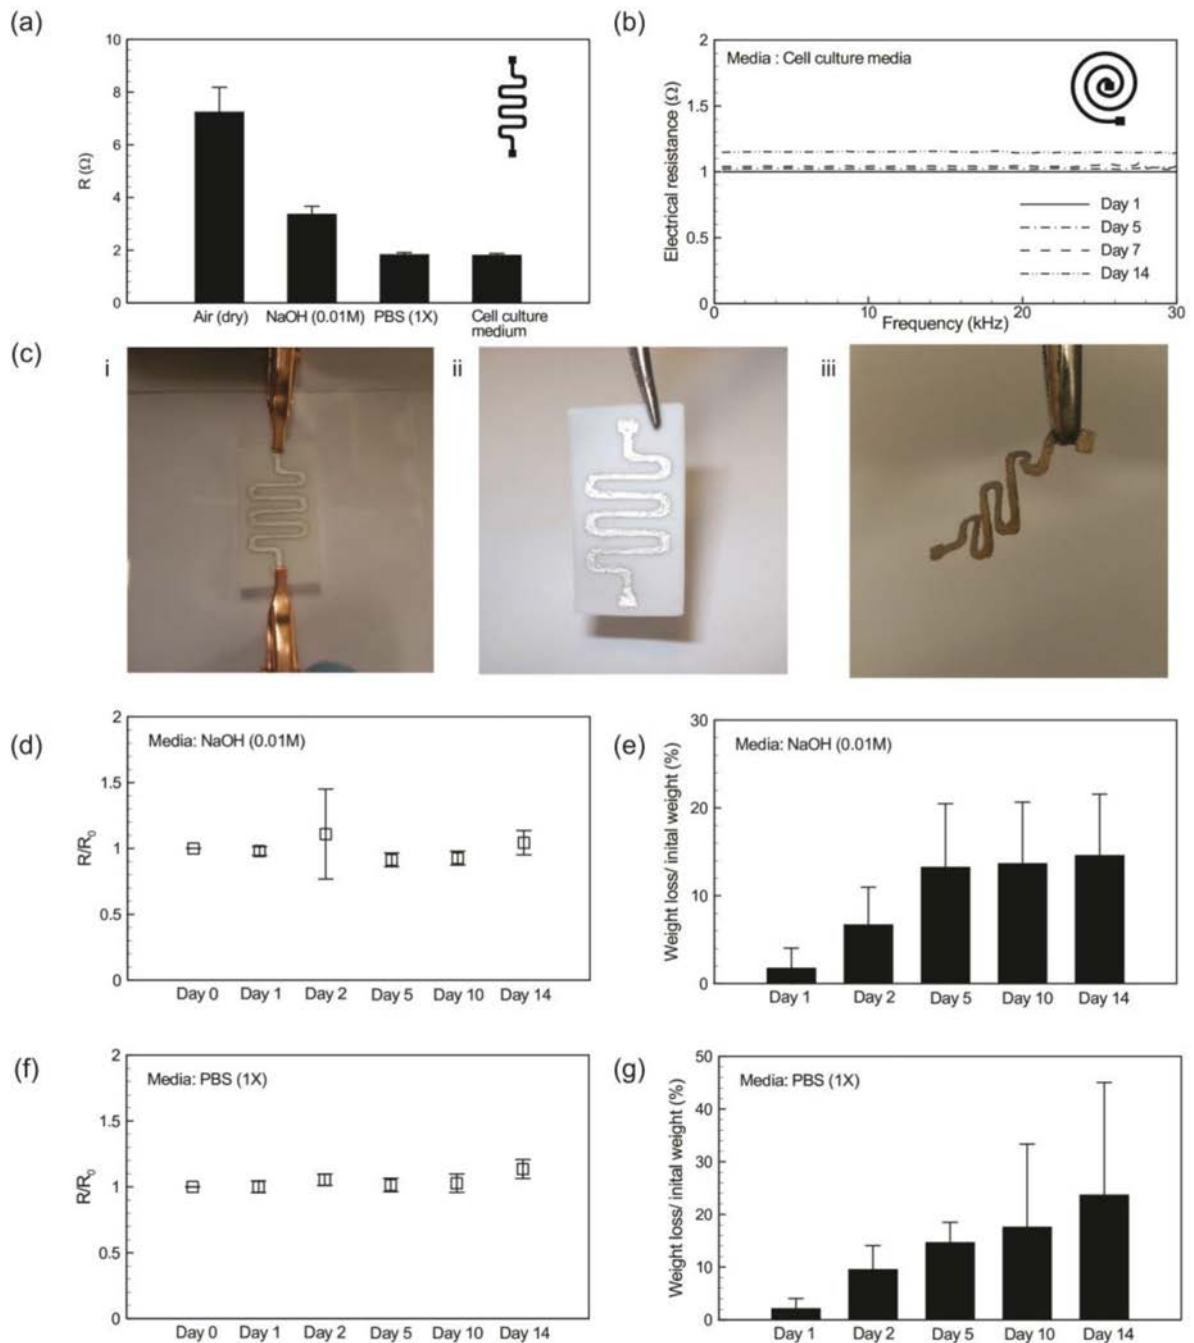 (a)
10
8
6
4
2
0
R (Ω)
Air (dry)
NaOH (0.01M)
PBS (1X)
Cell culture
medium
(b)
2
1.5
1
0.5
0
Electrical resistance (Ω)
Media : Cell culture media
Day 1
Day 5
Day 7
Day 14
10
20
30
Frequency (kHz)
(c)
i
ii
iii
(d)
2
1.5
1
0.5
0
R/R₀
Media: NaOH (0.01M)
Day 0
Day 1
Day 2
Day 5
Day 10
Day 14
(e)
30
20
10
0
Weight loss/ inital weight (%)
Media: NaOH (0.01M)
Day 1
Day 2
Day 5
Day 10
Day 14
(f)
2
1.5
1
0.5
0
R/R₀
Media: PBS (1X)
Day 0
Day 1
Day 2
Day 5
Day 10
Day 14
(g)
50
40
30
20
10
0
Weight loss/ inital weight (%)
Media: PBS (1X)
Day 1
Day 2
Day 5
Day 10
Day 14